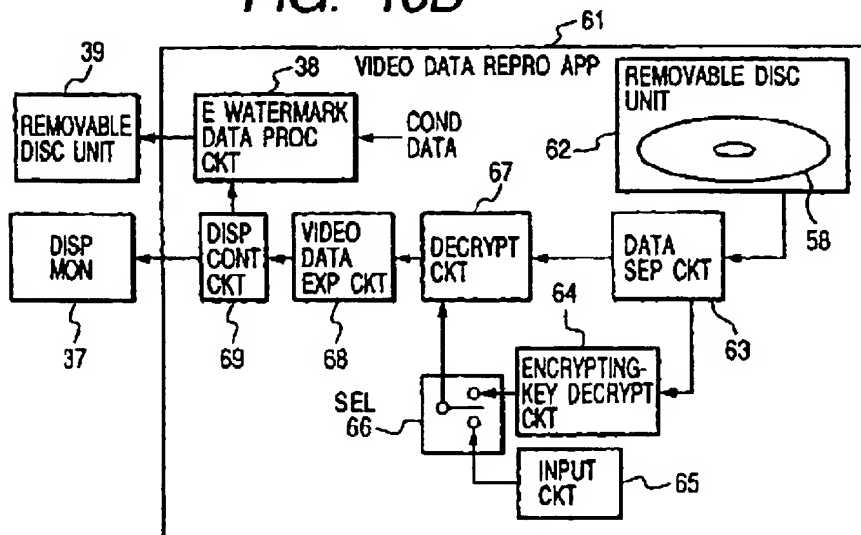 FIG. 10B
61
39
38
VIDEO DATA REPRO APP
REMOVABLE DISC
UNIT
REMOVABLE
DISC UNIT
E WATERMARK
DATA PROC
CKT
COND
DATA
62
67
58
DISP
MON
DISP
CONT
CKT
VIDEO
DATA
EXP CKT
DECRYPT
CKT
DATA
SEP CKT
64
37
69
68
63
ENCRYPTING-
KEY DECRYPT
CKT
SEL
66
INPUT
CKT
65